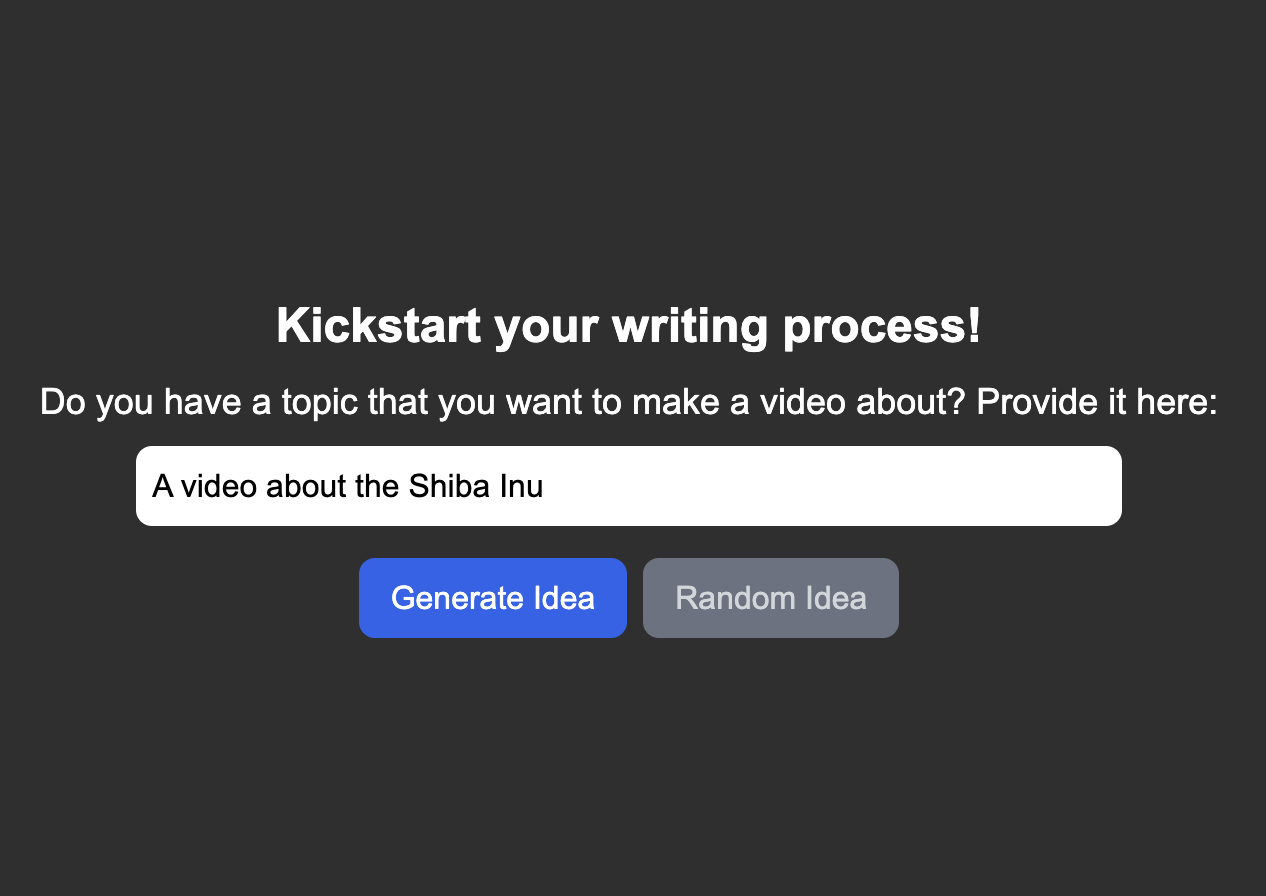 Kickstart your writing process!
Do you have a topic that you want to make a video about? Provide it here:
A video about the Shiba Inu
Generate Idea
Random Idea